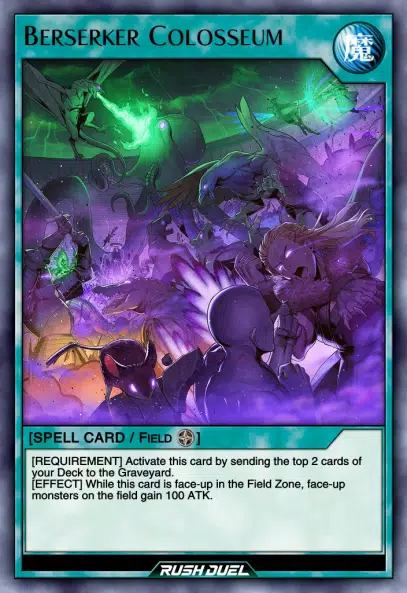 BERSERKER COLOSSEUM
魔
[SPELL CARD / FIELD]
[REQUIREMENT] Activate this card by sending the top 2 cards of
your Deck to the Graveyard.
[EFFECT] While this card is face-up in the Field Zone, face-up
monsters on the field gain 100 ATK.
RUSH DUEL